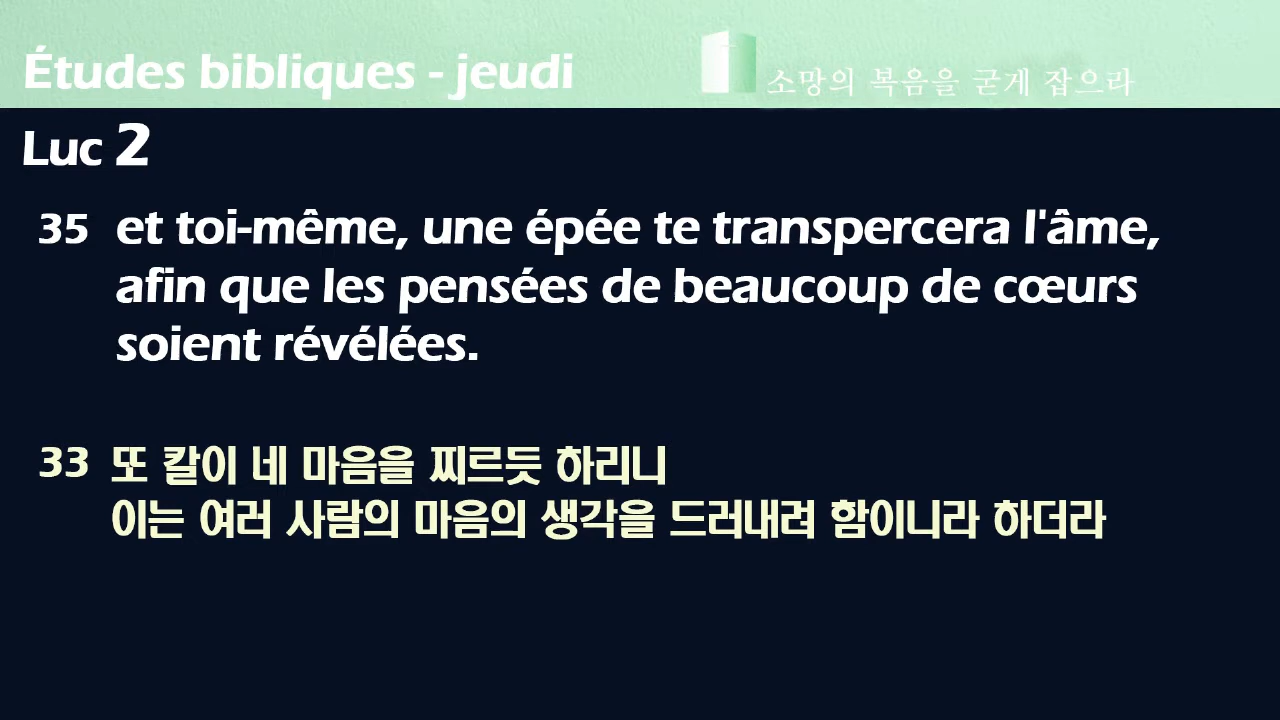 Études bibliques - jeudi
소망의 복음을 굳게 잡으라
Luc 2
35 et toi-même, une épée te transpercera l'âme,
afin que les pensées de beaucoup de cœurs
soient révélées.
33 또 칼이 네 마음을 찌르듯 하리니
이는 여러 사람의 마음의 생각을 드러내려 함이니라 하더라